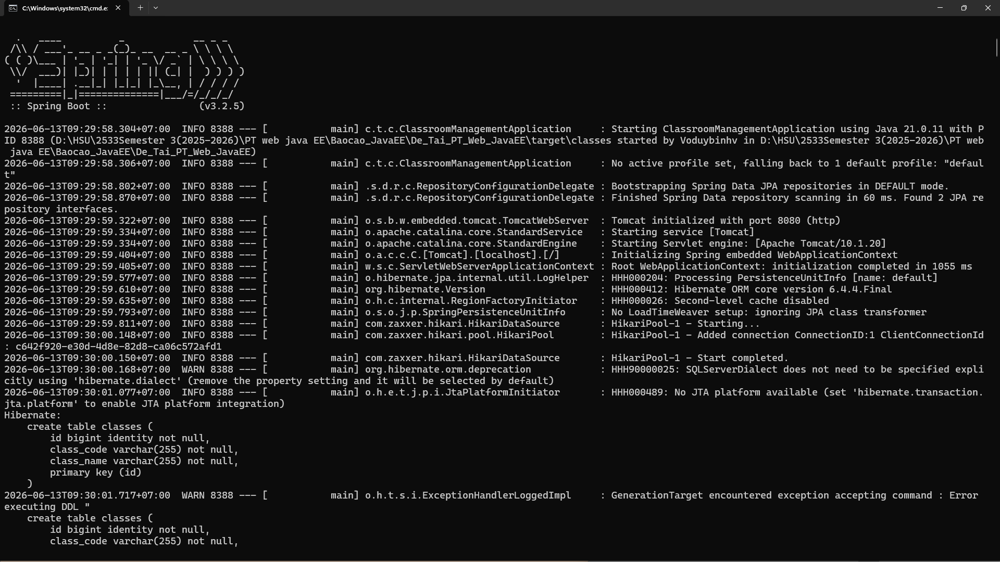 C:\Windows\system32\cmd.e:
  .   ____          _            __ _ _
 /\\ / ___'_ __ _ _(_)_ __  __ _ \ \ \ \
( ( )\___ | '_ | '_| | '_ \/ _` | \ \ \ \
 \\/  ___)| |_)| | | | | || (_| |  ) ) ) )
  '  |____| .__|_| |_|_| |_\__, | / / / /
 =========|_|==============|___/=/_/_/_/
 :: Spring Boot ::                (v3.2.5)
2026-06-13T09:29:58.304+07:00  INFO 8388 --- [           main] c.t.c.ClassroomManagementApplication     : Starting ClassroomManagementApplication using Java 21.0.11 with P
ID 8388 (D:\HSU\2533Semester 3(2025-2026)\PT web java EE\Baocao_JavaEE\De_Tai_PT_Web_JavaEE\target\classes started by Voduybinhv in D:\HSU\2533Semester 3(2025-2026)\PT web
 java EE\Baocao_JavaEE\De_Tai_PT_Web_JavaEE)
2026-06-13T09:29:58.306+07:00  INFO 8388 --- [           main] c.t.c.ClassroomManagementApplication     : No active profile set, falling back to 1 default profile: "defaul
t"
2026-06-13T09:29:58.802+07:00  INFO 8388 --- [           main] .s.d.r.c.RepositoryConfigurationDelegate : Bootstrapping Spring Data JPA repositories in DEFAULT mode.
2026-06-13T09:29:58.870+07:00  INFO 8388 --- [           main] .s.d.r.c.RepositoryConfigurationDelegate : Finished Spring Data repository scanning in 60 ms. Found 2 JPA re
pository interfaces.
2026-06-13T09:29:59.322+07:00  INFO 8388 --- [           main] o.s.b.w.embedded.tomcat.TomcatWebServer  : Tomcat initialized with port 8080 (http)
2026-06-13T09:29:59.334+07:00  INFO 8388 --- [           main] o.apache.catalina.core.StandardService   : Starting service [Tomcat]
2026-06-13T09:29:59.334+07:00  INFO 8388 --- [           main] o.apache.catalina.core.StandardEngine    : Starting Servlet engine: [Apache Tomcat/10.1.20]
2026-06-13T09:29:59.404+07:00  INFO 8388 --- [           main] o.a.c.c.C.[Tomcat].[localhost].[/]       : Initializing Spring embedded WebApplicationContext
2026-06-13T09:29:59.405+07:00  INFO 8388 --- [           main] w.s.c.ServletWebServerApplicationContext : Root WebApplicationContext: initialization completed in 1055 ms
2026-06-13T09:29:59.577+07:00  INFO 8388 --- [           main] o.hibernate.jpa.internal.util.LogHelper  : HHH000204: Processing PersistenceUnitInfo [name: default]
2026-06-13T09:29:59.610+07:00  INFO 8388 --- [           main] org.hibernate.Version                    : HHH000412: Hibernate ORM core version 6.4.4.Final
2026-06-13T09:29:59.635+07:00  INFO 8388 --- [           main] o.h.c.internal.RegionFactoryInitiator    : HHH000026: Second-level cache disabled
2026-06-13T09:29:59.793+07:00  INFO 8388 --- [           main] o.s.o.j.p.SpringPersistenceUnitInfo      : No LoadTimeWeaver setup: ignoring JPA class transformer
2026-06-13T09:29:59.811+07:00  INFO 8388 --- [           main] com.zaxxer.hikari.HikariDataSource       : HikariPool-1 - Starting...
2026-06-13T09:30:00.148+07:00  INFO 8388 --- [           main] com.zaxxer.hikari.pool.HikariPool        : HikariPool-1 - Added connection ConnectionID:1 ClientConnectionId
: c642f920-e30d-4d8e-82d8-ca06c572afd1
2026-06-13T09:30:00.150+07:00  INFO 8388 --- [           main] com.zaxxer.hikari.HikariDataSource       : HikariPool-1 - Start completed.
2026-06-13T09:30:00.168+07:00  WARN 8388 --- [           main] org.hibernate.orm.deprecation            : HHH90000025: SQLServerDialect does not need to be specified expli
citly using 'hibernate.dialect' (remove the property setting and it will be selected by default)
2026-06-13T09:30:01.077+07:00  INFO 8388 --- [           main] o.h.e.t.j.p.i.JtaPlatformInitiator       : HHH000489: No JTA platform available (set 'hibernate.transaction.
jta.platform' to enable JTA platform integration)
Hibernate:
    create table classes (
        id bigint identity not null,
        class_code varchar(255) not null,
        class_name varchar(255) not null,
        primary key (id)
    )
2026-06-13T09:30:01.717+07:00  WARN 8388 --- [           main] o.h.t.s.i.ExceptionHandlerLoggedImpl     : GenerationTarget encountered exception accepting command : Error
executing DDL "
    create table classes (
        id bigint identity not null,
        class_code varchar(255) not null,